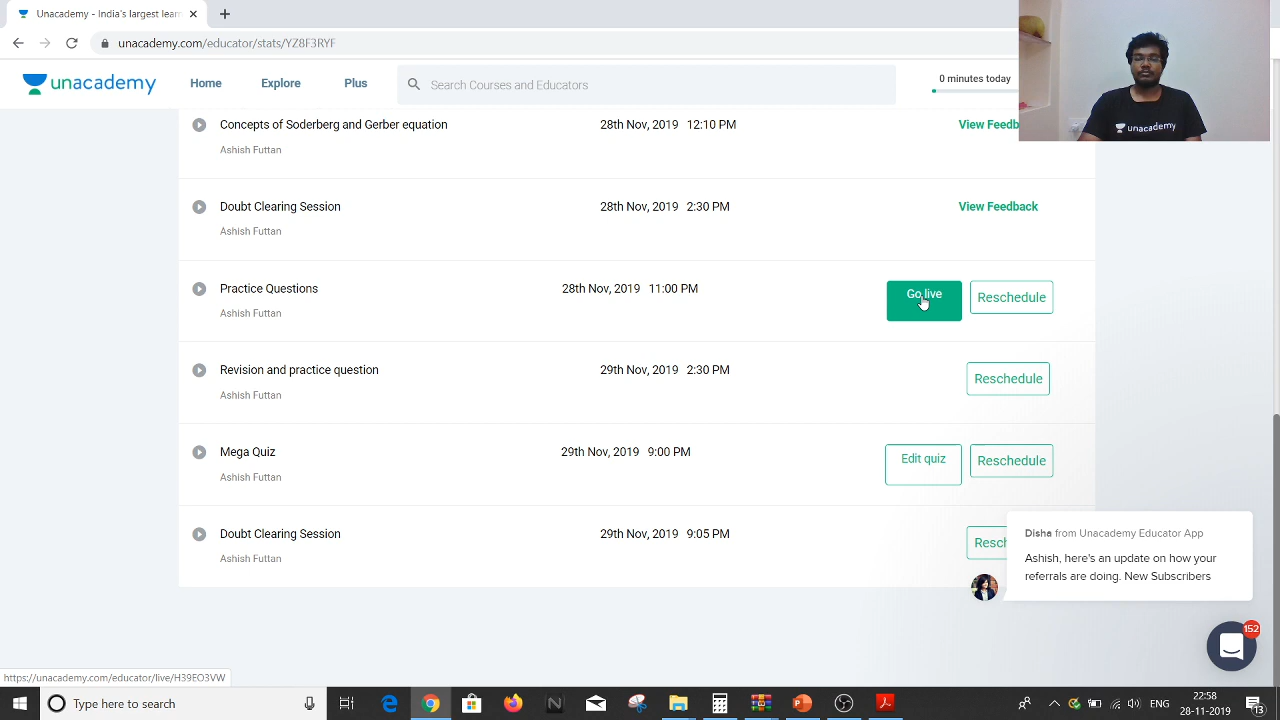 Unacademy - India's largest lear
unacademy.com/educator/stats/YZ8F3RYF
unacademy
Home
Explore
Plus
Search Courses and Educators
0 minutes today
unacademy
Concepts of Sodelberg and Gerber equation
28th Nov, 2019 12:10 PM
View Feedb
Ashish Futtan
Doubt Clearing Session
28th Nov, 2019 2:30 PM
View Feedback
Ashish Futtan
Practice Questions
28th Nov, 2019 11:00 PM
Go live
Reschedule
Ashish Futtan
Revision and practice question
29th Nov, 2019 2:30 PM
Reschedule
Ashish Futtan
Mega Quiz
29th Nov, 2019 9:00 PM
Edit quiz
Reschedule
Ashish Futtan
Doubt Clearing Session
29th Nov, 2019 9:05 PM
Resch
Ashish Futtan
Disha from Unacademy Educator App
Ashish, here's an update on how your
referrals are doing. New Subscribers
152
https://unacademy.com/educator/live/H39EO3VW
Type here to search
ENG
22:58
28-11-2019
13